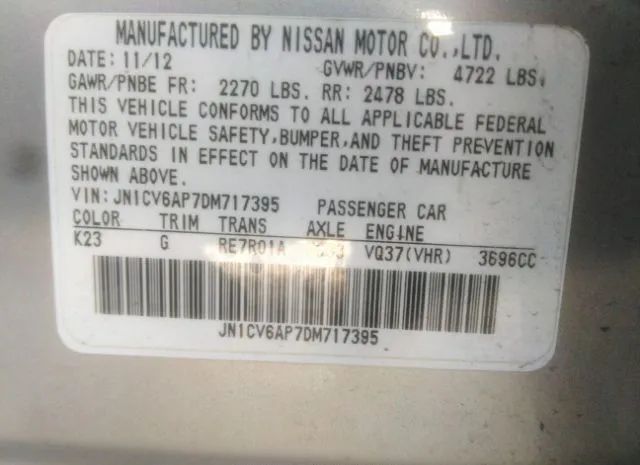 MANUFACTURED BY NISSAN MOTOR CO.,LTD.
DATE: 11/12 GVWR/PNBV: 4722 LBS.
GAWR/PNBE FR: 2270 LBS. RR: 2478 LBS.
THIS VEHICLE CONFORMS TO ALL APPLICABLE FEDERAL
MOTOR VEHICLE SAFETY,BUMPER,AND THEFT PREVENTION
STANDARDS IN EFFECT ON THE DATE OF MANUFACTURE
SHOWN ABOVE.
VIN: JN1CV6AP7DM717395 PASSENGER CAR
COLOR TRIM TRANS AXLE ENGINE
K23 G RE7R01A VQ37(VHR) 3696CC
JN1CV6AP7DM717395